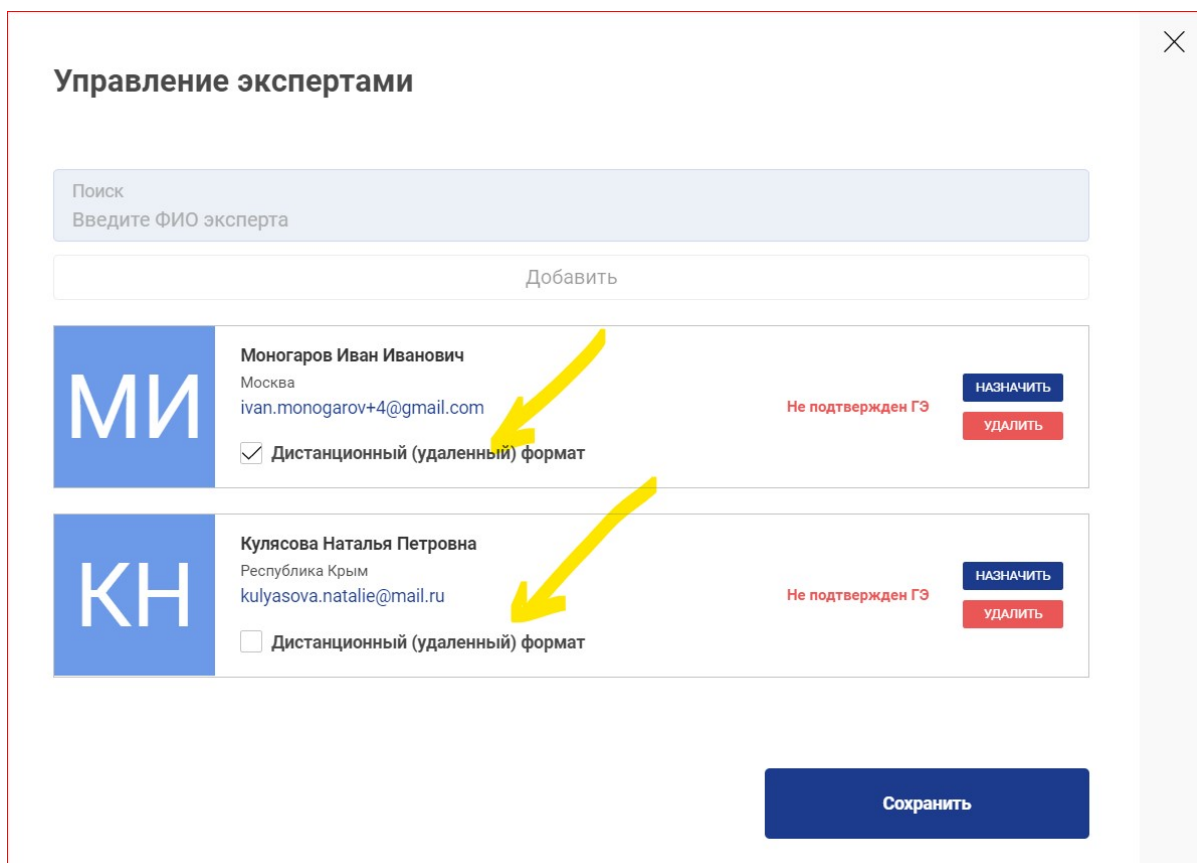 Управление экспертами
Поиск
Введите ФИО эксперта
Добавить
МИ
Моногаров Иван Иванович
Москва
ivan.monogarov+4@gmail.com
Дистанционный (удаленный) формат
Не подтвержден ГЭ
НАЗНАЧИТЬ
УДАЛИТЬ
КН
Кулясова Наталья Петровна
Республика Крым
kulyasova.natalie@mail.ru
Дистанционный (удаленный) формат
Не подтвержден ГЭ
НАЗНАЧИТЬ
УДАЛИТЬ
Сохранить